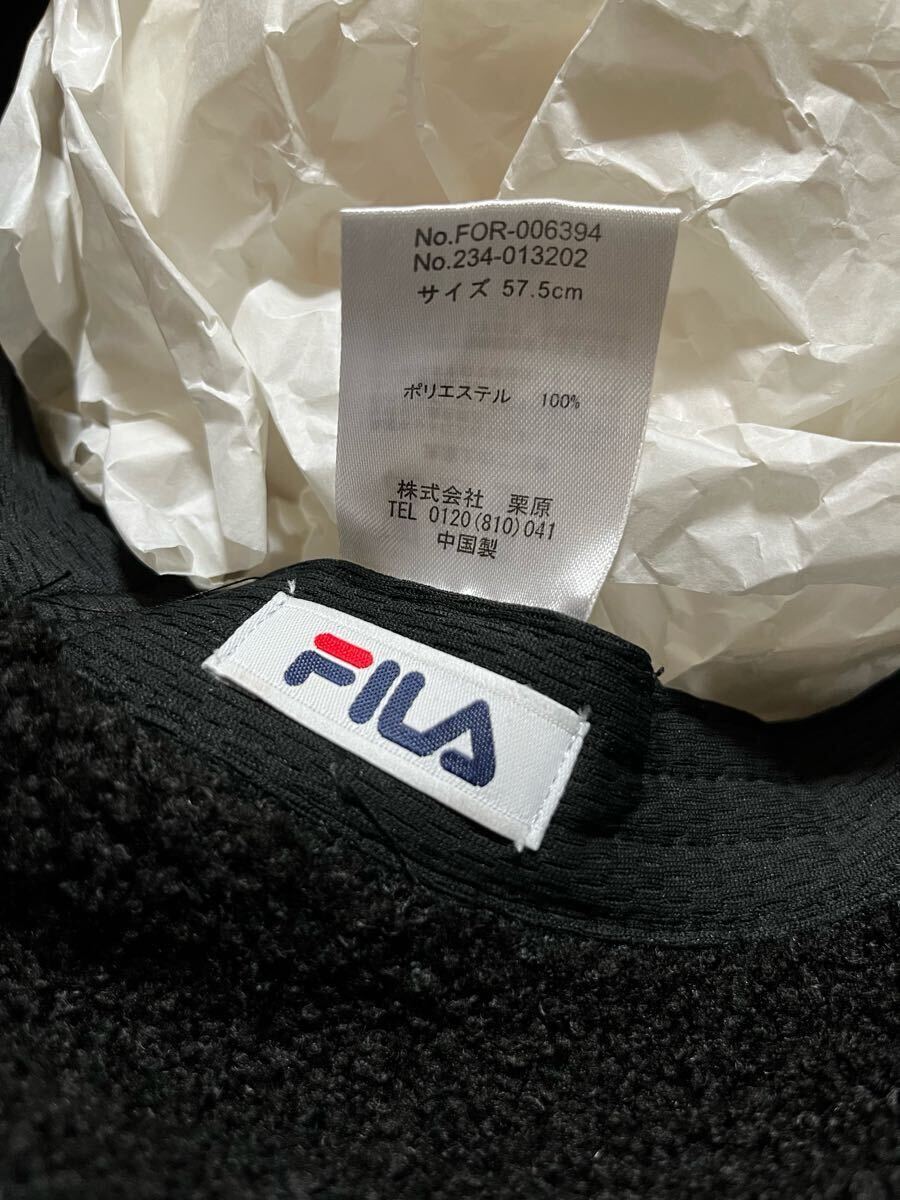 No.FOR-006394
No.234-013202
サイズ 57.5cm
ポリエステル 100%
株式会社 栗原
TEL 0120(810)041
中国製
FILA